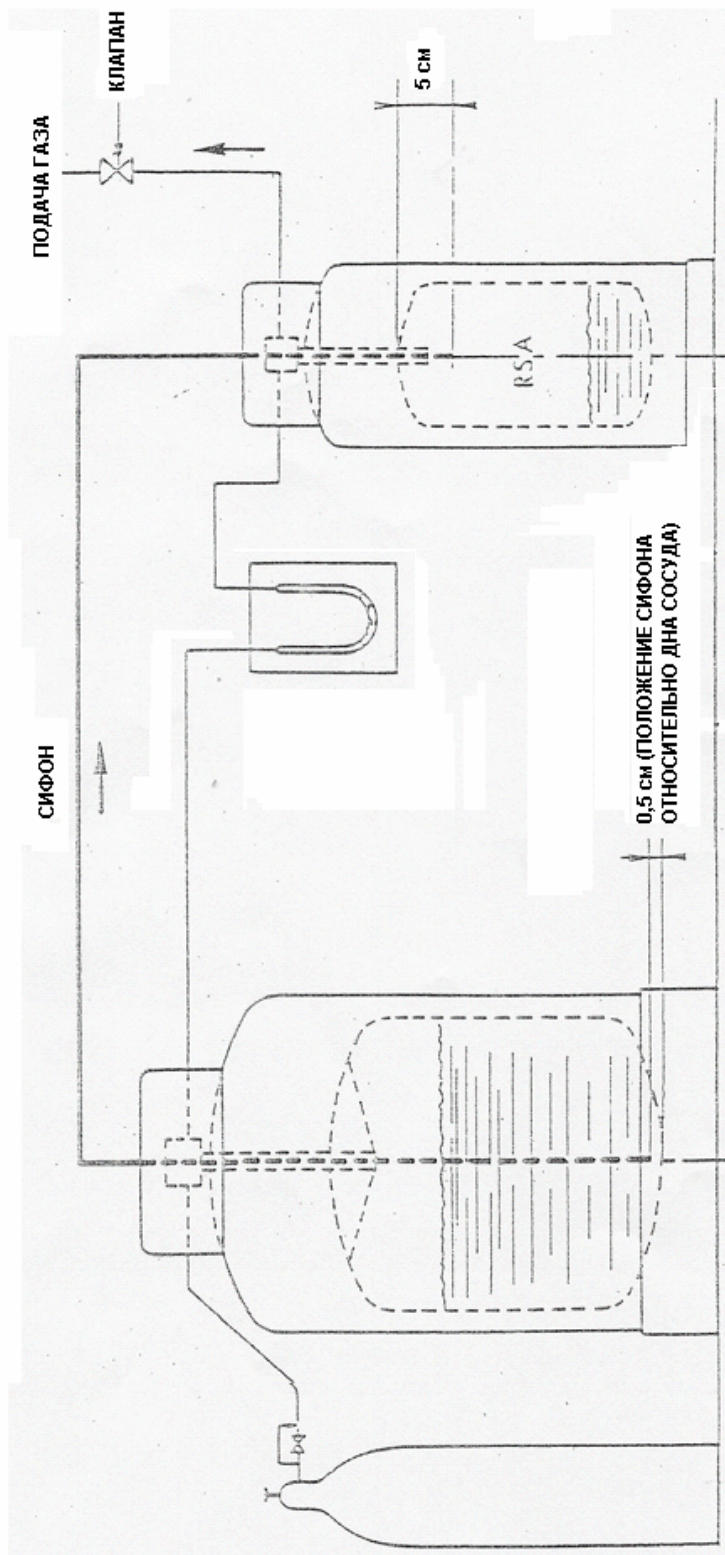 СИФОН
ПОДАЧА ГАЗА
КЛАПАН
5 см
RSA
0,5 см (ПОЛОЖЕНИЕ СИФОНА
ОТНОСИТЕЛЬНО ДНА СОСУДА)